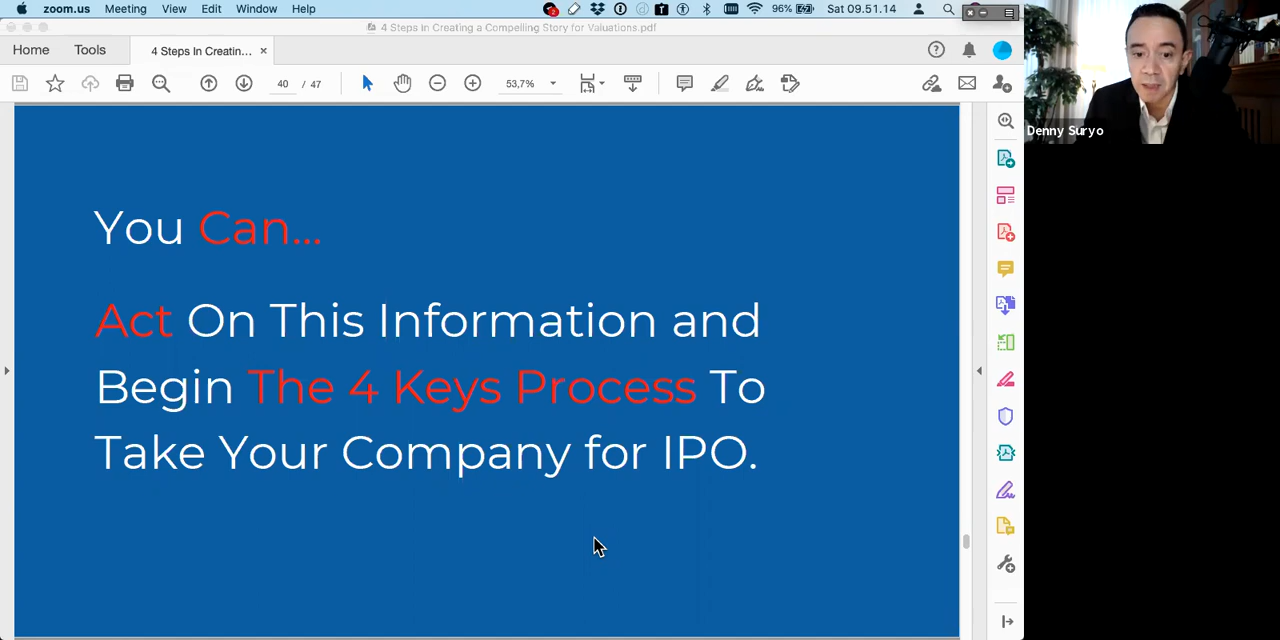 zoom.us Meeting View Edit Window Help
2
96%
Sat 09.51.14
4 Steps In Creating a Compelling Story for Valuations.pdf
Home Tools 4 Steps In Creatin... ×
40 / 47
53,7%
Denny Suryo
You Can...
Act On This Information and
Begin The 4 Keys Process To
Take Your Company for IPO.